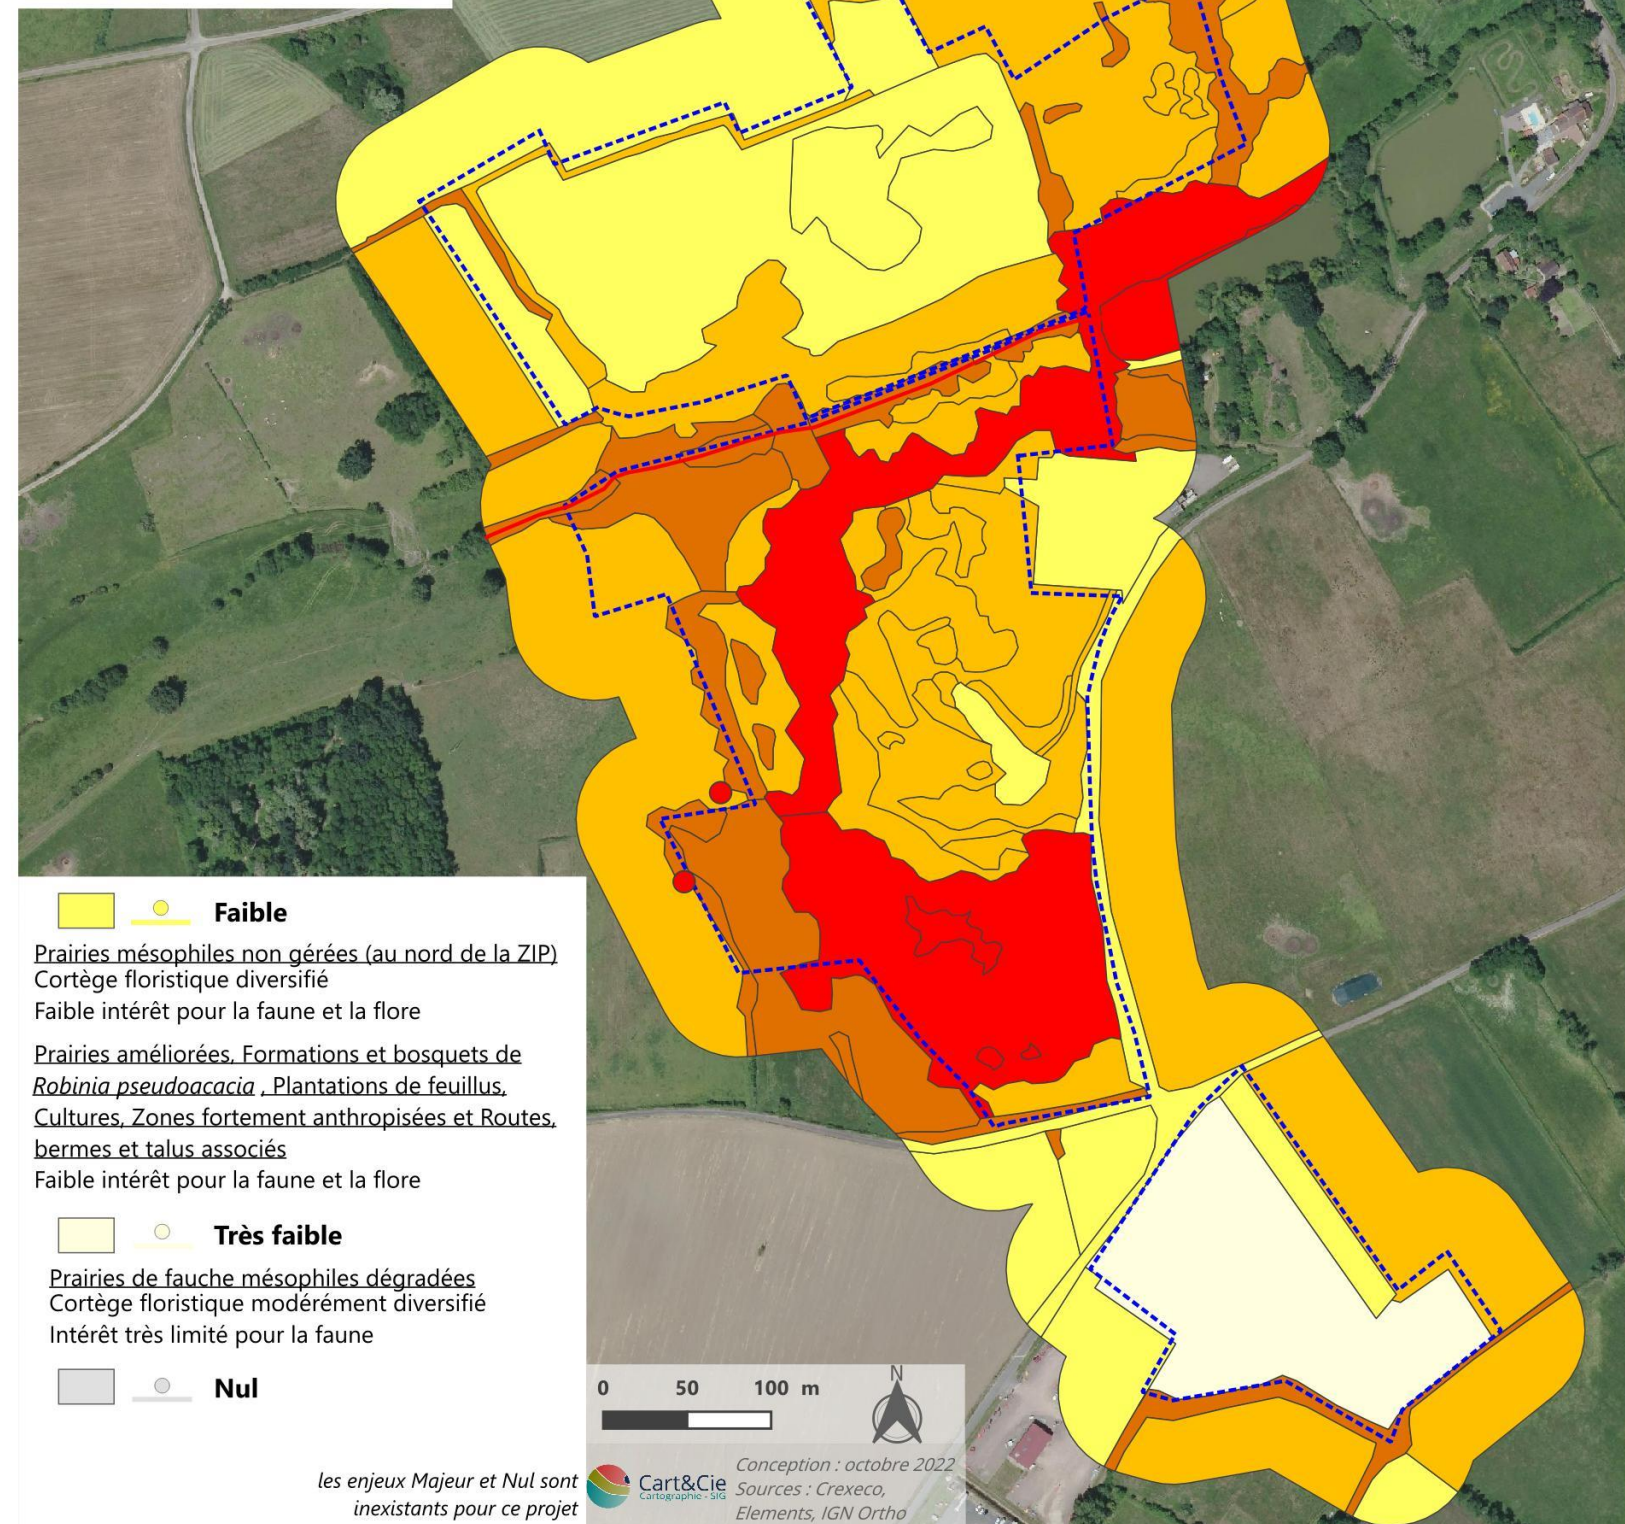 Faible
Prairies mésophiles non gérées (au nord de la ZIP)
Cortège floristique diversifié
Faible intérêt pour la faune et la flore
Prairies améliorées, Formations et bosquets de
Robinia pseudoacacia , Plantations de feuillus,
Cultures, Zones fortement anthropisées et Routes,
bermes et talus associés
Faible intérêt pour la faune et la flore
Très faible
Prairies de fauche mésophiles dégradées
Cortège floristique modérément diversifié
Intérêt très limité pour la faune
Nul
les enjeux Majeur et Nul sont
inexistants pour ce projet
0 50 100 m
N
Cart&Cie
Cartographie - SIG
Conception : octobre 2022
Sources : Crexeco,
Elements, IGN Ortho